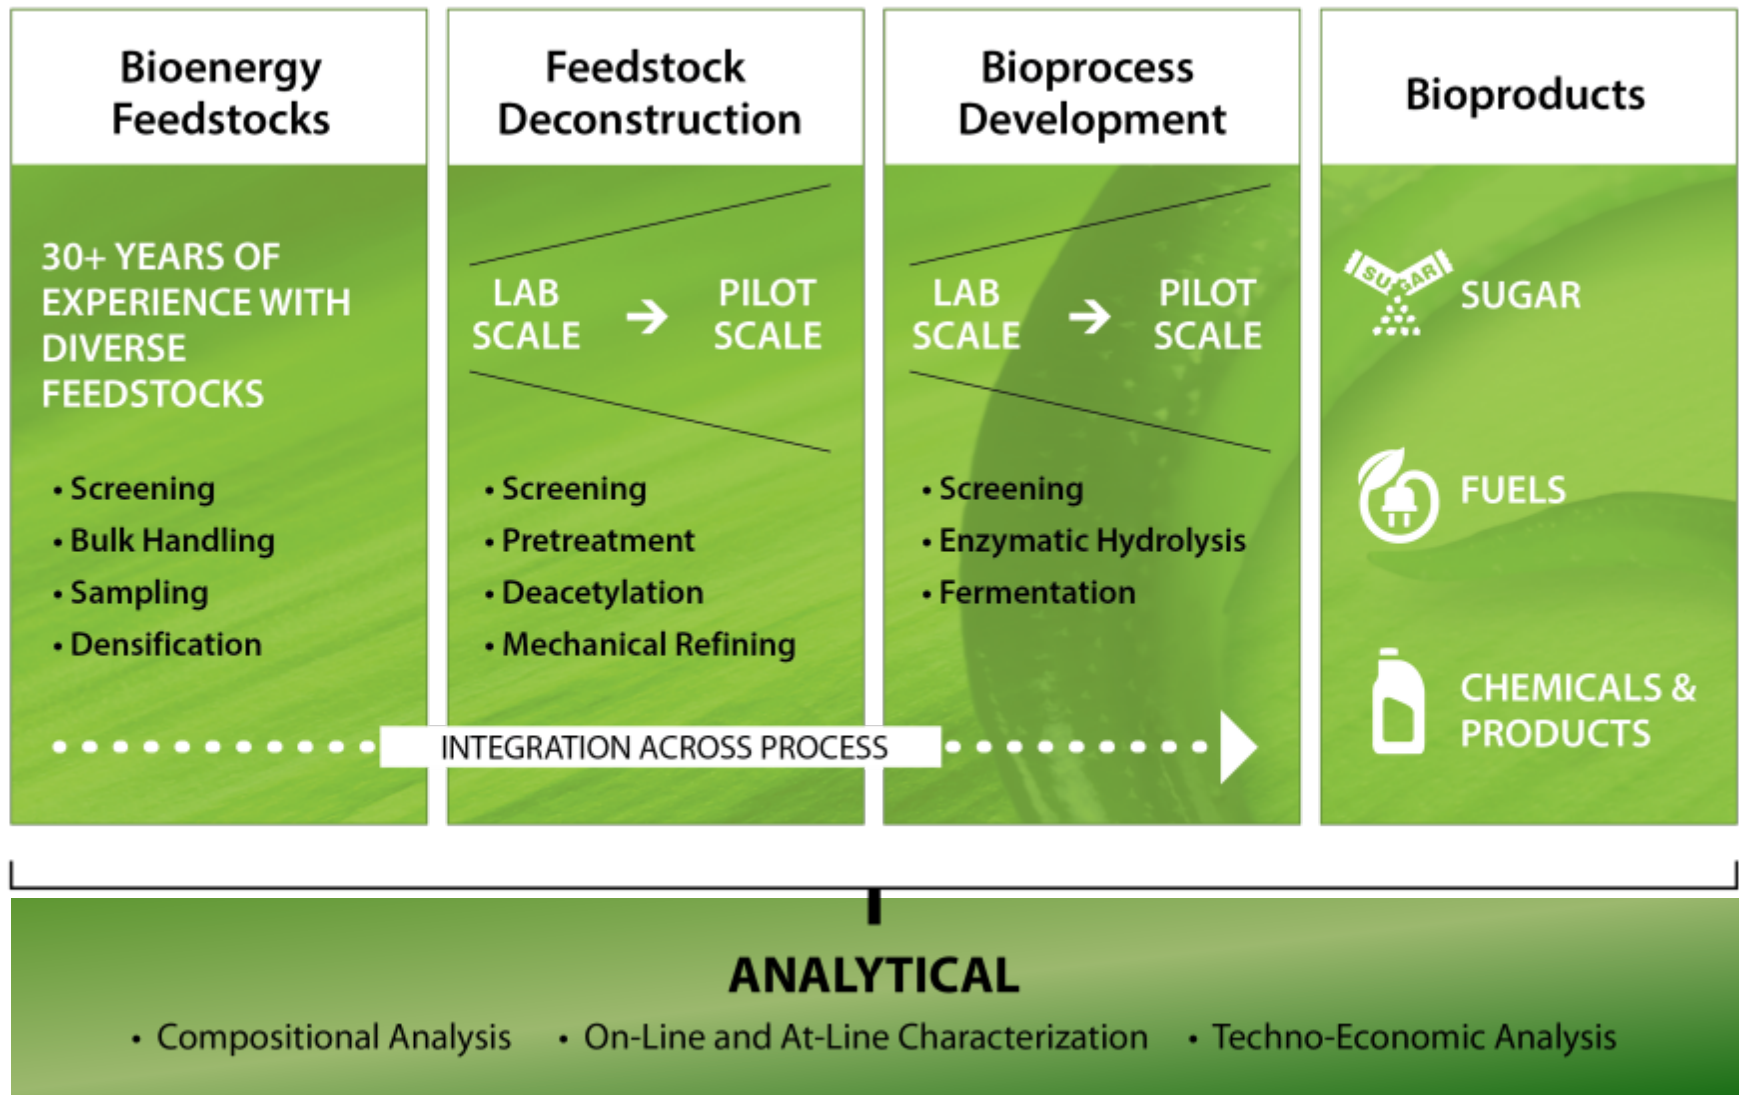 Bioenergy
Feedstocks
30+ YEARS OF
EXPERIENCE WITH
DIVERSE
FEEDSTOCKS
• Screening
• Bulk Handling
• Sampling
• Densification
Feedstock
Deconstruction
LAB
SCALE
➔
PILOT
SCALE
• Screening
• Pretreatment
• Deacetylation
• Mechanical Refining
Bioprocess
Development
LAB
SCALE
➔
PILOT
SCALE
• Screening
• Enzymatic Hydrolysis
• Fermentation
INTEGRATION ACROSS PROCESS
Bioproducts
SUGAR
SUGAR
FUELS
CHEMICALS &
PRODUCTS
ANALYTICAL
• Compositional Analysis • On-Line and At-Line Characterization • Techno-Economic Analysis